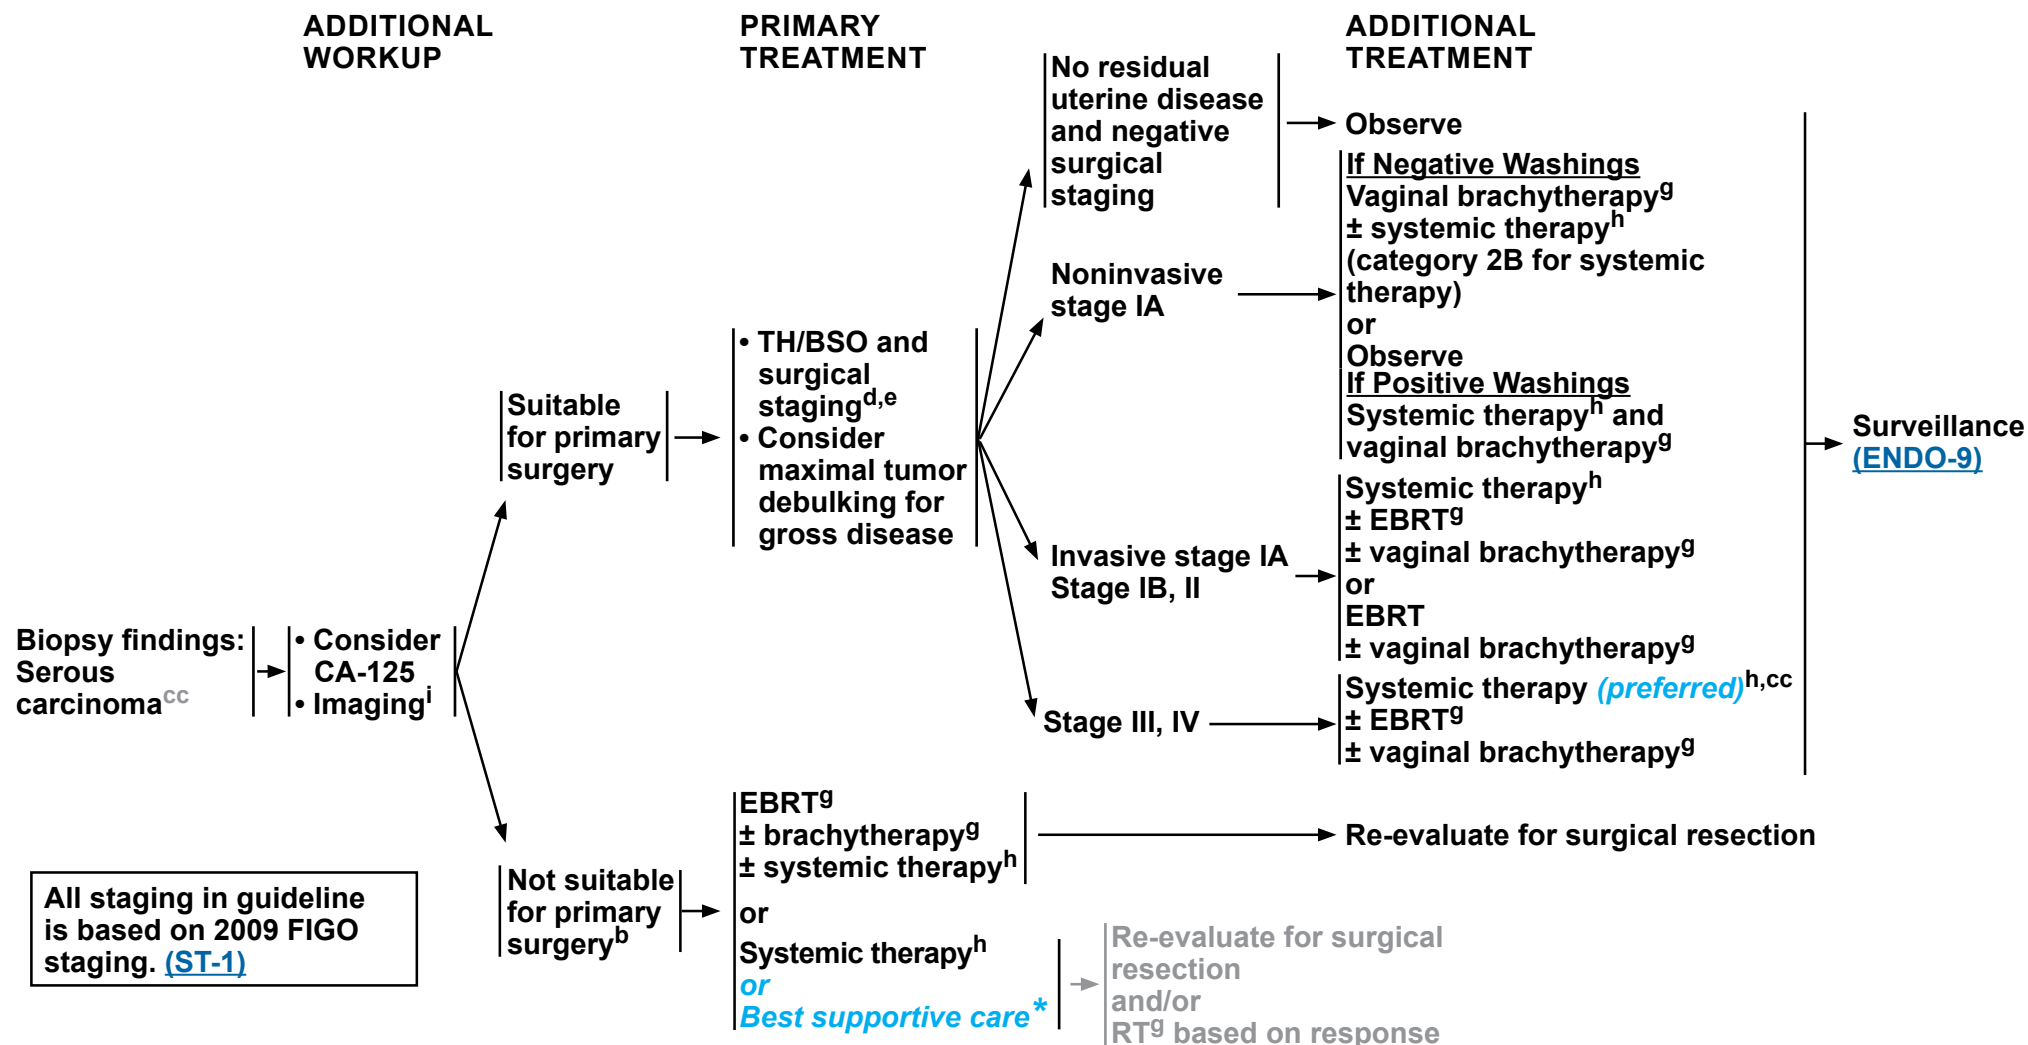 ADDITIONAL
WORKUP
PRIMARY
TREATMENT
ADDITIONAL
TREATMENT
Biopsy findings:
Serous
carcinomacc
• Consider
CA-125
• Imagingi
Suitable
for primary
surgery
• TH/BSO and
surgical
stagingd,e
• Consider
maximal tumor
debulking for
gross disease
No residual
uterine disease
and negative
surgical
staging
Observe
Noninvasive
stage IA
If Negative Washings
Vaginal brachytherapyg
± systemic therapyh
(category 2B for systemic
therapy)
or
Observe
If Positive Washings
Systemic therapyh and
vaginal brachytherapyg
Invasive stage IA
Stage IB, II
Systemic therapyh
± EBRTg
± vaginal brachytherapyg
or
EBRT
± vaginal brachytherapyg
Stage III, IV
Systemic therapy (preferred)h,cc
± EBRTg
± vaginal brachytherapyg
Surveillance
(ENDO-9)
Not suitable
for primary
surgeryb
EBRTg
± brachytherapyg
± systemic therapyh
or
Systemic therapyh
or
Best supportive care*
Re-evaluate for surgical resection
Re-evaluate for surgical
resection
and/or
RTg based on response
All staging in guideline
is based on 2009 FIGO
staging. (ST-1)